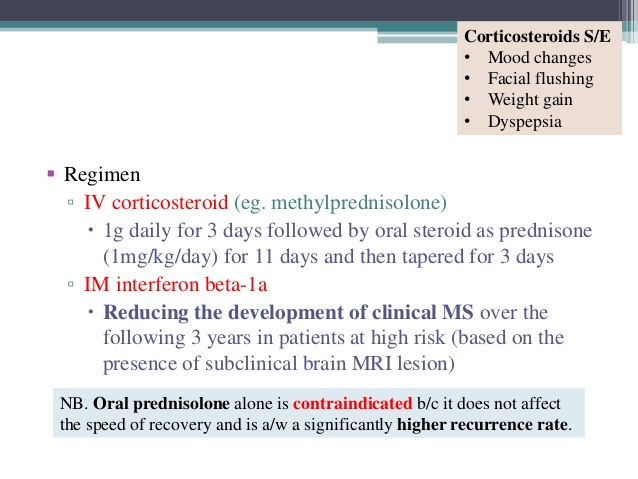 Corticosteroids S/E
• Mood changes
• Facial flushing
• Weight gain
• Dyspepsia
▪ Regimen
▫ IV corticosteroid (eg. methylprednisolone)
• 1g daily for 3 days followed by oral steroid as prednisone
(1mg/kg/day) for 11 days and then tapered for 3 days
▫ IM interferon beta-1a
• Reducing the development of clinical MS over the
following 3 years in patients at high risk (based on the
presence of subclinical brain MRI lesion)
NB. Oral prednisolone alone is contraindicated b/c it does not affect
the speed of recovery and is a/w a significantly higher recurrence rate.